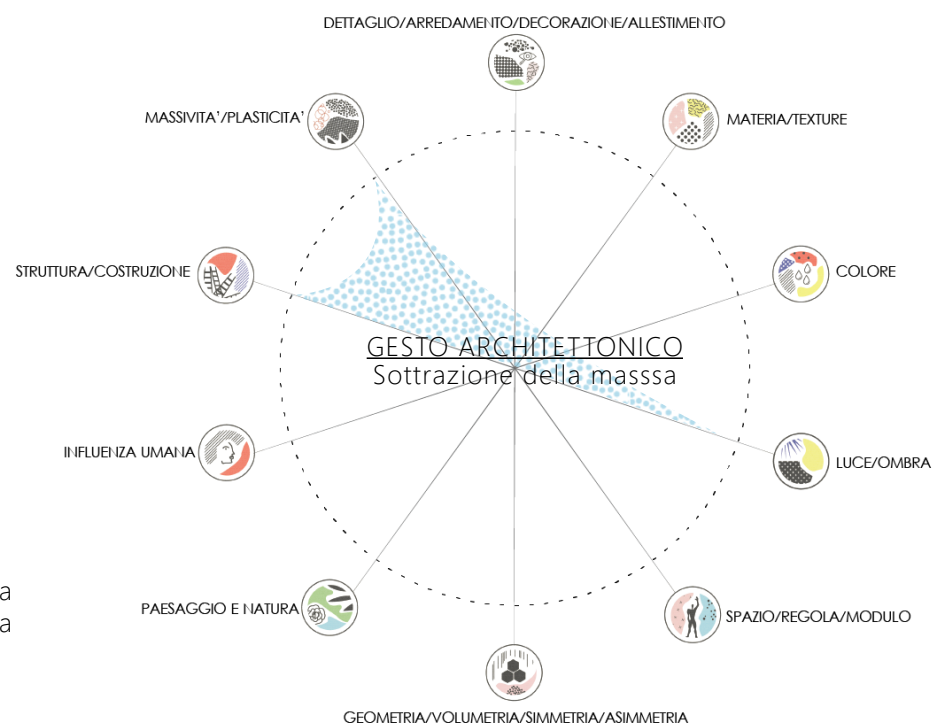 DETTAGLIO/ARREDAMENTO/DECORAZIONE/ALLESTIMENTO
MASSIVITA'/PLASTICITA'
MATERIA/TEXTURE
STRUTTURA/COSTRUZIONE
COLORE
GESTO ARCHITETTONICO
Sottrazione della masssa
INFLUENZA UMANA
LUCE/OMBRA
a
PAESAGGIO E NATURA
SPAZIO/REGOLA/MODULO
a
GEOMETRIA/VOLUMETRIA/SIMMETRIA/ASIMMETRIA